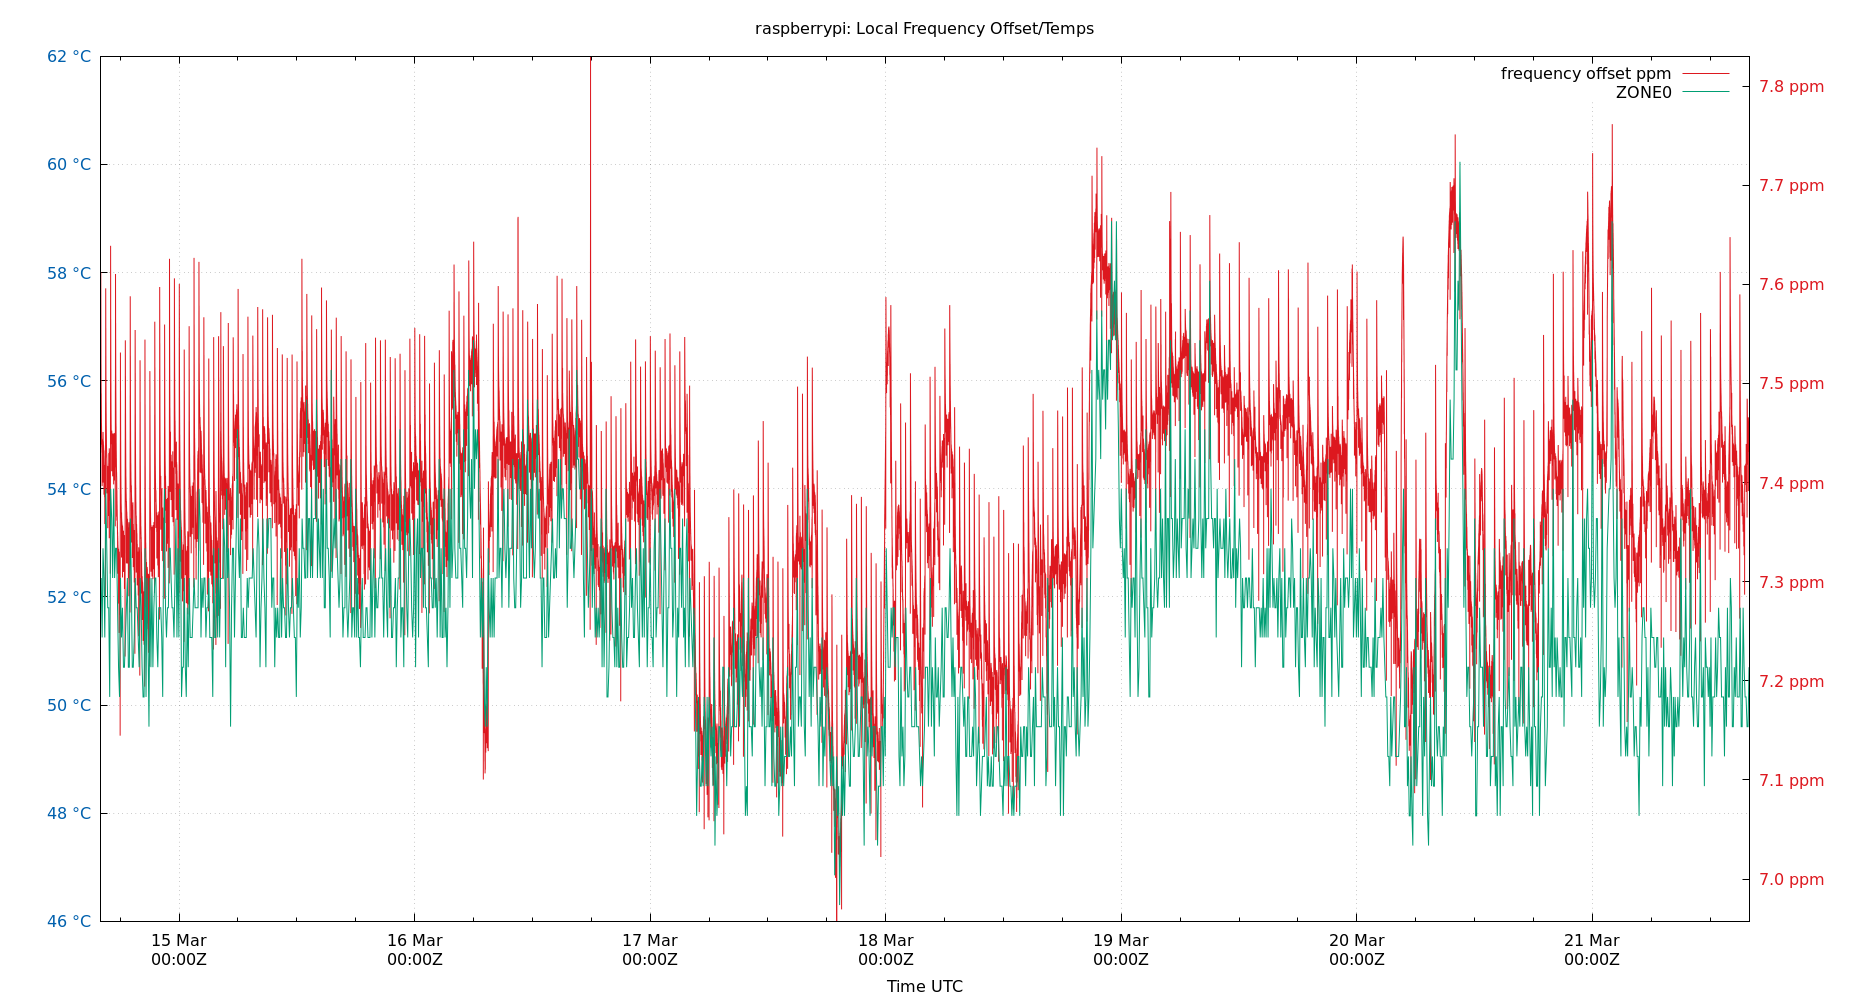 raspberrypi: Local Frequency Offset/Temps
62 °C
60 °C
58 °C
56 °C
54 °C
52 °C
50 °C
48 °C
46 °C
frequency offset ppm
ZONE0
7.8 ppm
7.7 ppm
7.6 ppm
7.5 ppm
7.4 ppm
7.3 ppm
7.2 ppm
7.1 ppm
7.0 ppm
15 Mar
00:00Z
16 Mar
00:00Z
17 Mar
00:00Z
18 Mar
00:00Z
19 Mar
00:00Z
20 Mar
00:00Z
21 Mar
00:00Z
Time UTC